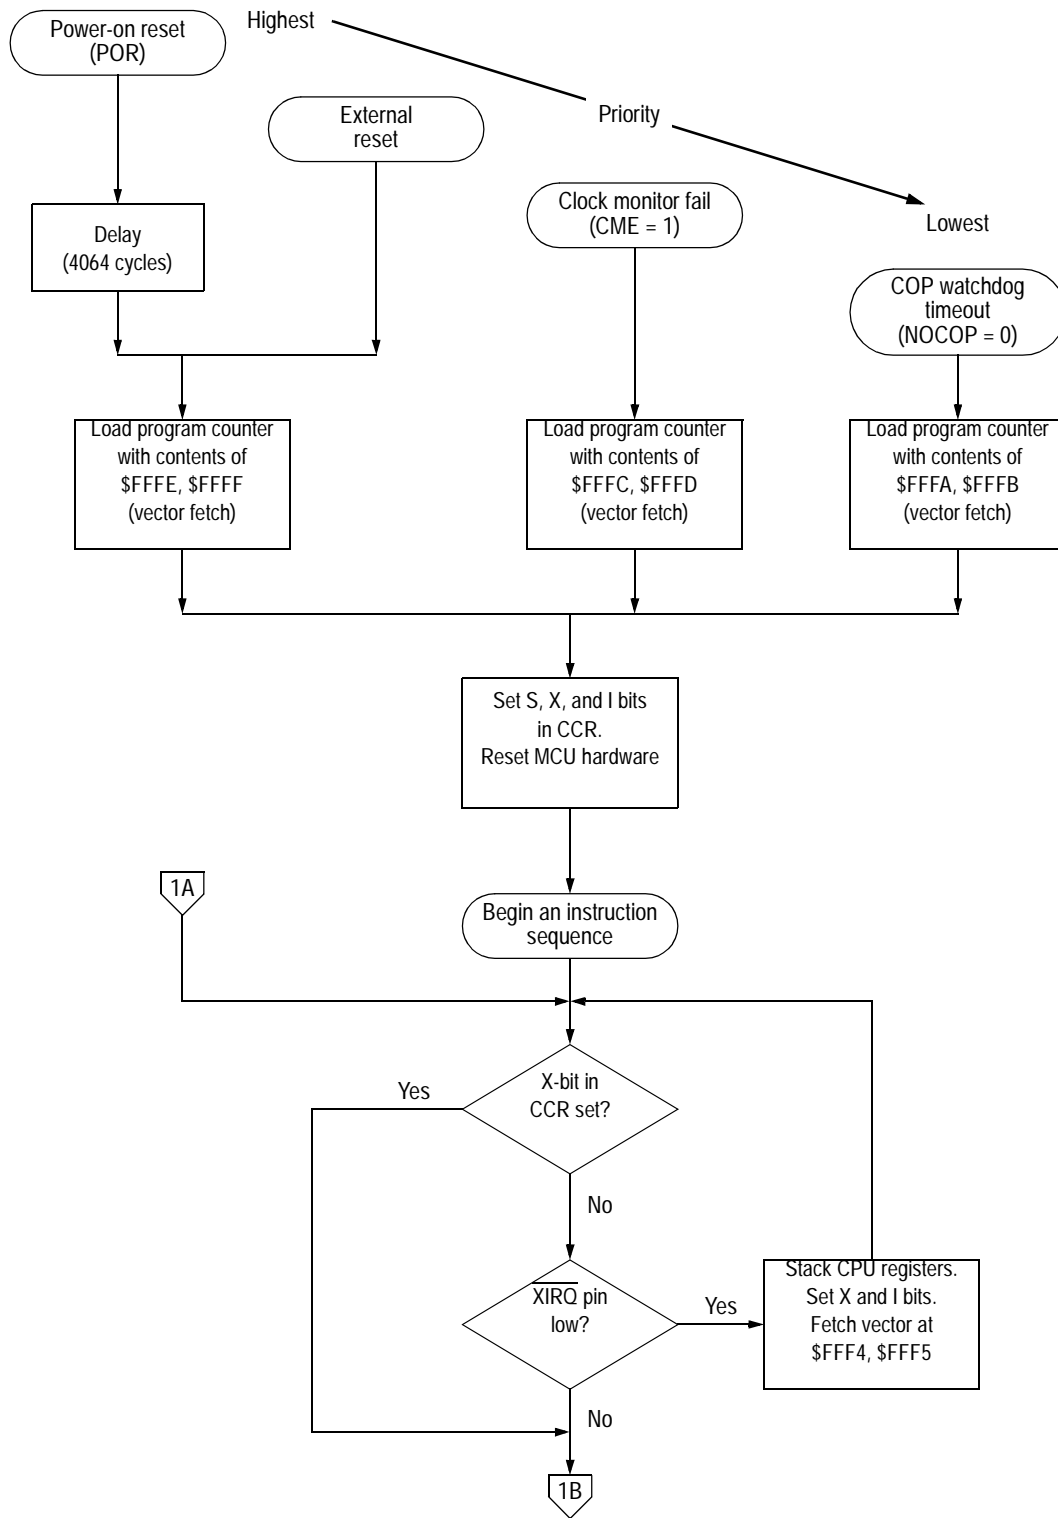 Power-on reset
(POR)
Highest
External
reset
Priority
Clock monitor fail
(CME = 1)
Lowest
Delay
(4064 cycles)
COP watchdog
timeout
(NOCOP = 0)
Load program counter
with contents of
$FFFE, $FFFF
(vector fetch)
Load program counter
with contents of
$FFFC, $FFFD
(vector fetch)
Load program counter
with contents of
$FFFA, $FFFB
(vector fetch)
Set S, X, and I bits
in CCR.
Reset MCU hardware
1A
Begin an instruction
sequence
X-bit in
CCR set?
Yes
No
XIRQ pin
low?
Yes
Stack CPU registers.
Set X and I bits.
Fetch vector at
$FFF4, $FFF5
No
1B